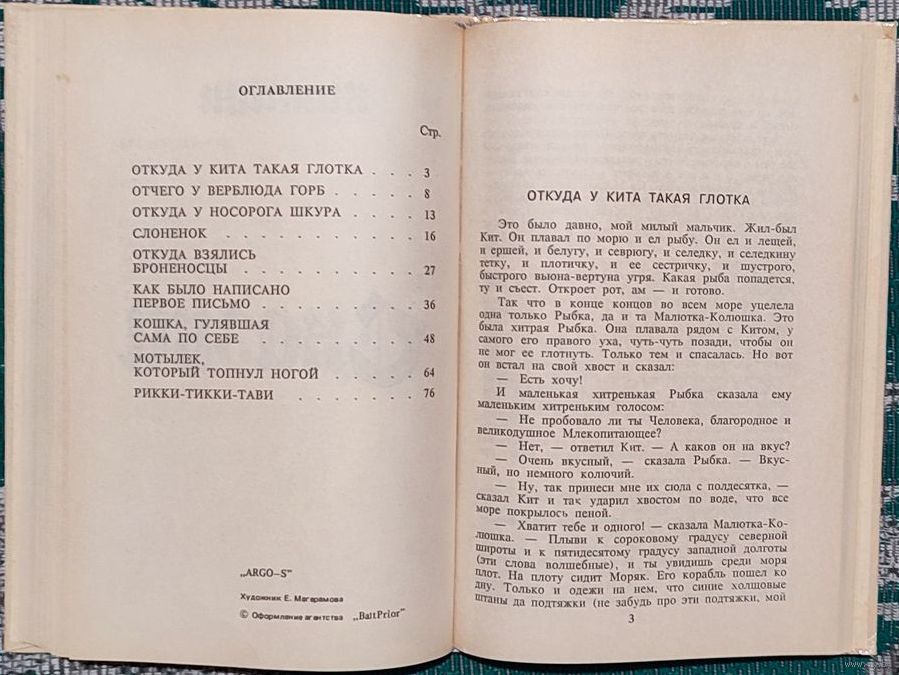 ОГЛАВЛЕНИЕ
Стр.
ОТКУДА У КИТА ТАКАЯ ГЛОТКА . . . 3
ОТЧЕГО У ВЕРБЛЮДА ГОРБ . . . . . 8
ОТКУДА У НОСОРОГА ШКУРА . . . . 13
СЛОНЕНОК . . . . . . . . . . 16
ОТКУДА ВЗЯЛИСЬ
БРОНЕНОСЦЫ . . . . . . . . . 27
КАК БЫЛО НАПИСАНО
ПЕРВОЕ ПИСЬМО . . . . . . . . 36
КОШКА, ГУЛЯВШАЯ
САМА ПО СЕБЕ . . . . . . . . 48
МОТЫЛЕК,
КОТОРЫЙ ТОПНУЛ НОГОЙ . . . . . 64
РИККИ-ТИККИ-ТАВИ . . . . . . . 76
„ARGO–S”
Художник Е. Магерамова
© Оформление агентства „BaltPrior”
ОТКУДА У КИТА ТАКАЯ ГЛОТКА
Это было давно, мой милый мальчик. Жил-был
Кит. Он плавал по морю и ел рыбу. Он ел и лещей,
и ершей, и белугу, и севрюгу, и селедку, и селедкину
тетку, и плотичку, и ее сестричку, и шустрого,
быстрого вьюна-вертуна угря. Какая рыба попадется,
ту и съест. Откроет рот, ам — и готово.
Так что в конце концов во всем море уцелела
одна только Рыбка, да и та Малютка-Колюшка. Это
была хитрая Рыбка. Она плавала рядом с Китом, у
самого его правого уха, чуть-чуть позади, чтобы он
не мог ее глотнуть. Только тем и спасалась. Но вот
он встал на свой хвост и сказал:
— Есть хочу!
И маленькая хитренькая Рыбка сказала ему
маленьким хитреньким голосом:
— Не пробовало ли ты Человека, благородное и
великодушное Млекопитающее?
— Нет, — ответил Кит. — А каков он на вкус?
— Очень вкусный, — сказала Рыбка. — Вкус-
ный, но немного колючий.
— Ну, так принеси мне их сюда с полдесятка, —
сказал Кит и так ударил хвостом по воде, что все
море покрылось пеной.
— Хватит тебе и одного! — сказала Малютка-Ко-
люшка. — Плыви к сороковому градусу северной
широты и к пятидесятому градусу западной долготы
(эти слова волшебные), и ты увидишь среди моря
плот. На плоту сидит Моряк. Его корабль пошел ко
дну. Только и одежи на нем, что синие холщовые
штаны да подтяжки (не забудь про эти подтяжки, мой
3